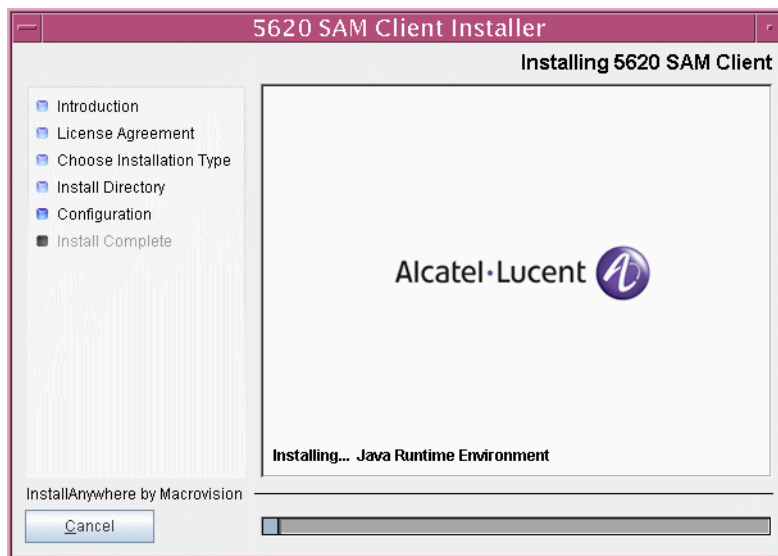 5620 SAM Client Installer
Installing 5620 SAM Client
Introduction
License Agreement
Choose Installation Type
Install Directory
Configuration
Install Complete
Alcatel·Lucent
Installing... Java Runtime Environment
InstallAnywhere by Macrovision
Cancel